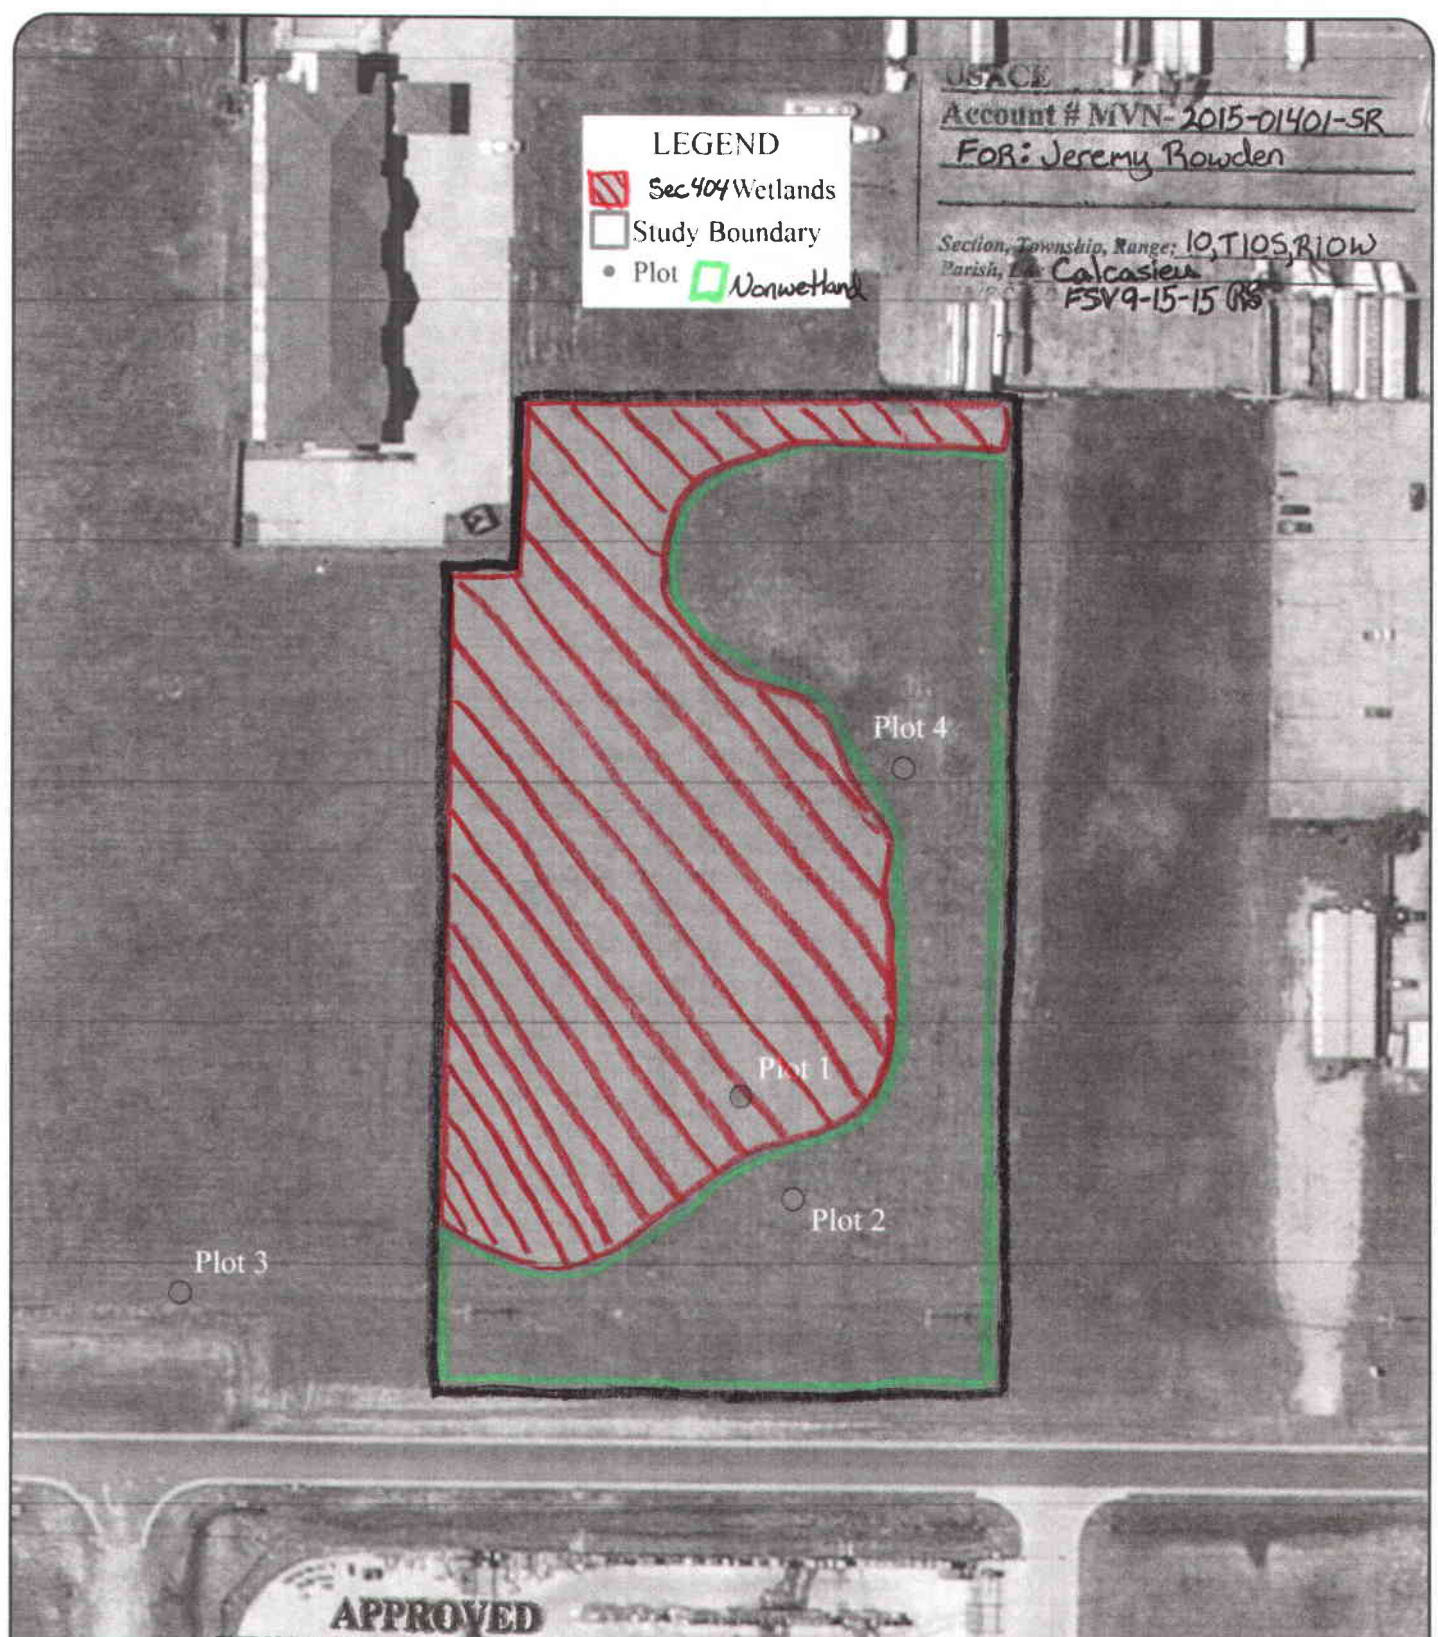 USACE
Account # MVN-2015-01401-SR
FOR: Jeremy Rowden
Section, Township, Range: 10, T10S, R10W
Parish, La: Calcasieu
FSV 9-15-15 RS
LEGEND
Sec 404 Wetlands
Study Boundary
Plot
Nonwetland
Plot 4
Plot 1
Plot 2
Plot 3
APPROVED